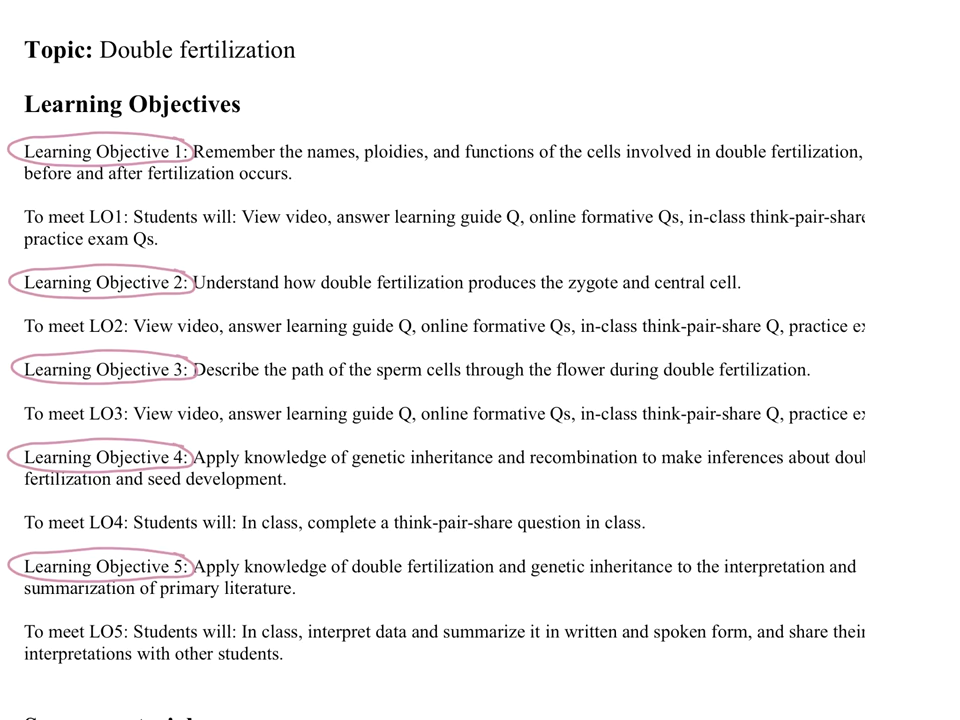 Topic: Double fertilization
Learning Objectives
Learning Objective 1: Remember the names, ploidies, and functions of the cells involved in double fertilization,
before and after fertilization occurs.
To meet LO1: Students will: View video, answer learning guide Q, online formative Qs, in-class think-pair-share
practice exam Qs.
Learning Objective 2: Understand how double fertilization produces the zygote and central cell.
To meet LO2: View video, answer learning guide Q, online formative Qs, in-class think-pair-share Q, practice
Learning Objective 3: Describe the path of the sperm cells through the flower during double fertilization.
To meet LO3: View video, answer learning guide Q, online formative Qs, in-class think-pair-share Q, practice
Learning Objective 4: Apply knowledge of genetic inheritance and recombination to make inferences about
fertilization and seed development.
To meet LO4: Students will: In class, complete a think-pair-share question in class.
Learning Objective 5: Apply knowledge of double fertilization and genetic inheritance to the interpretation and
summarization of primary literature.
To meet LO5: Students will: In class, interpret data and summarize it in written and spoken form, and share their
interpretations with other students.